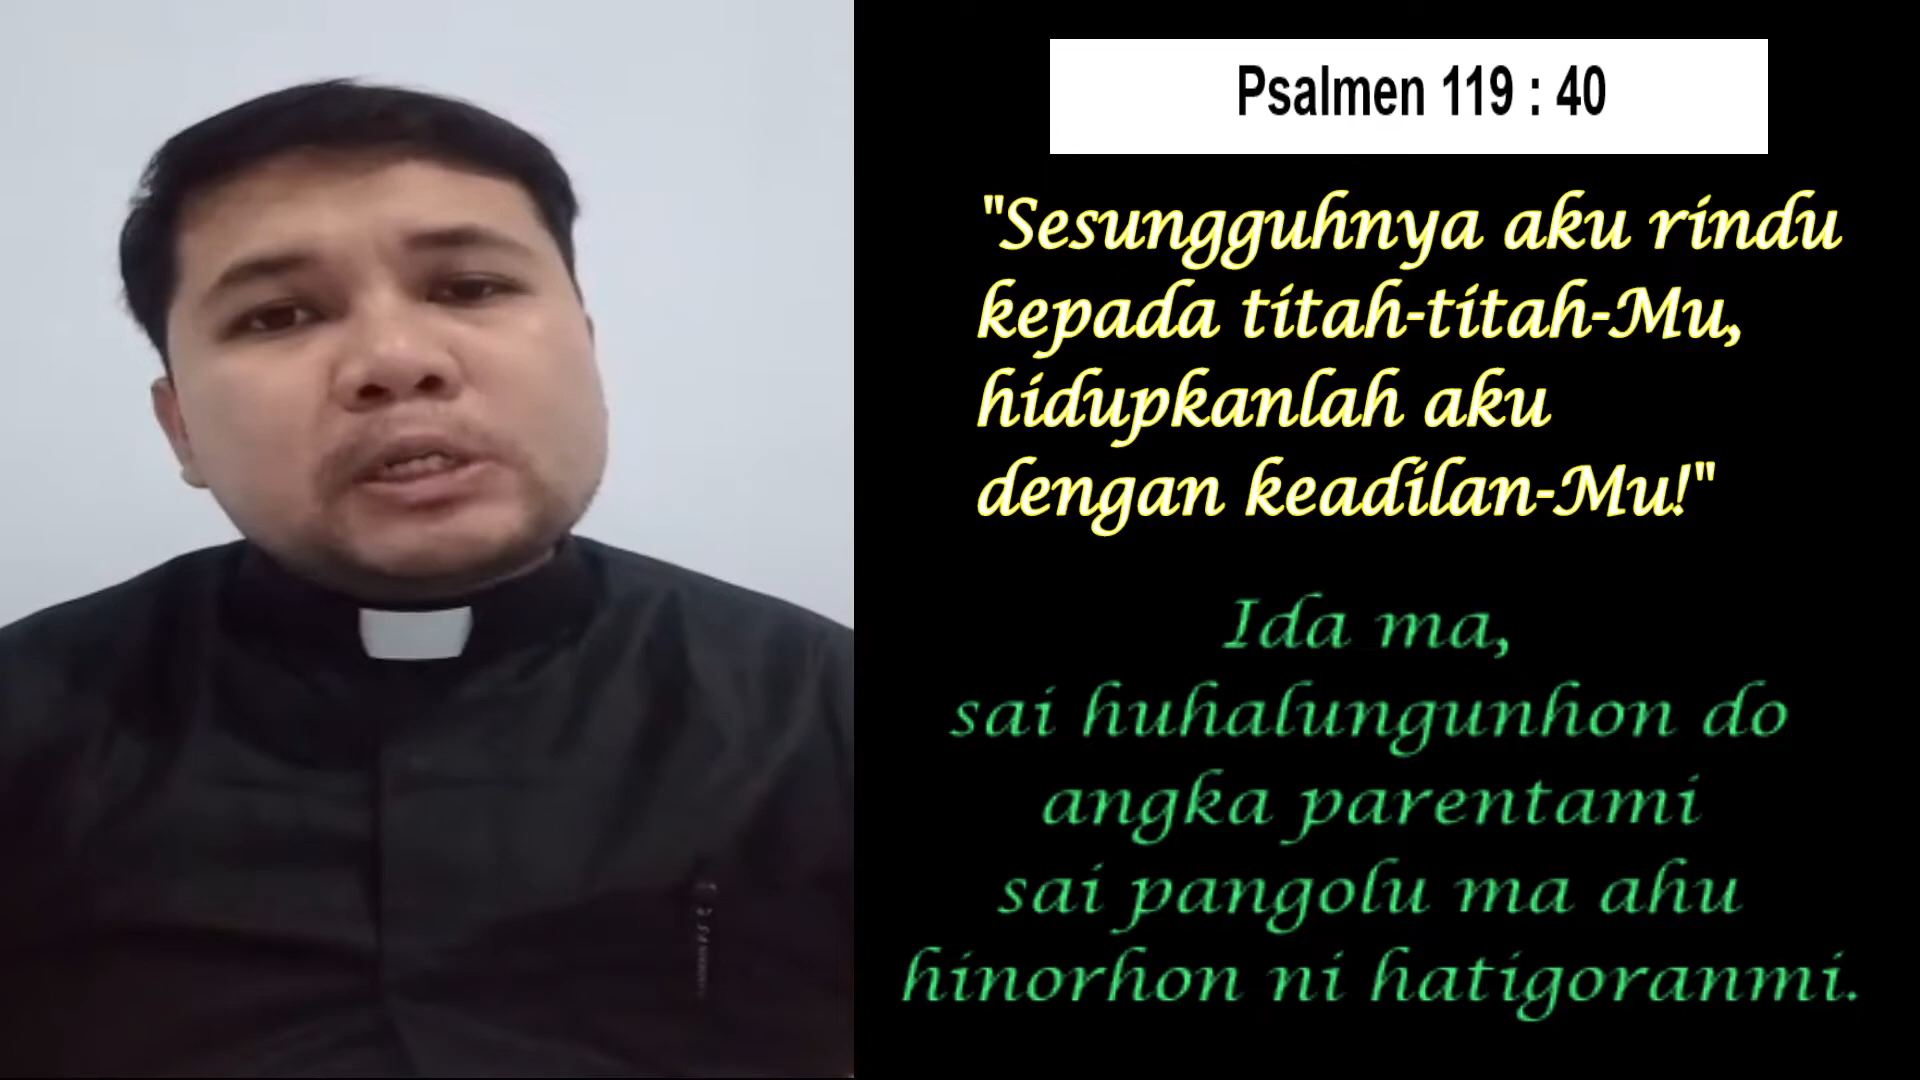 Psalmen 119 : 40
"Sesungguhnya aku rindu
kepada titah-titah-Mu,
hidupkanlah aku
dengan keadilan-Mu!"
Ida ma,
sai huhalungunhon do
angka parentami
sai pangolu ma ahu
hinorhon ni hatigoranmi.